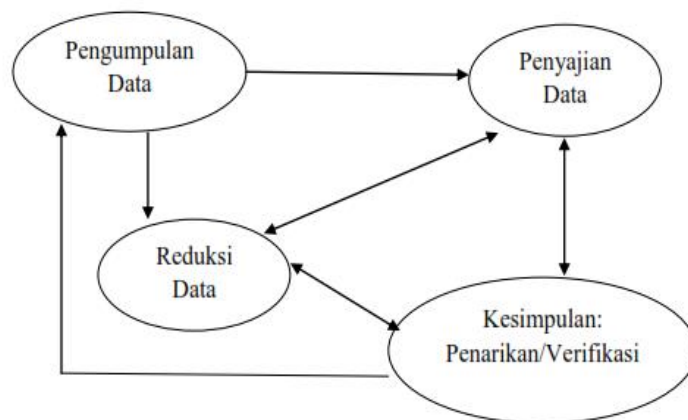 Pengumpulan
Data
Penyajian
Data
Reduksi
Data
Kesimpulan:
Penarikan/Verifikasi